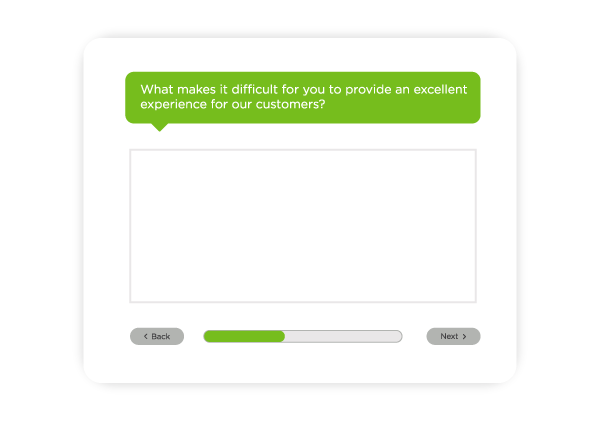 What makes it difficult for you to provide an excellent
experience for our customers?
Back
Next